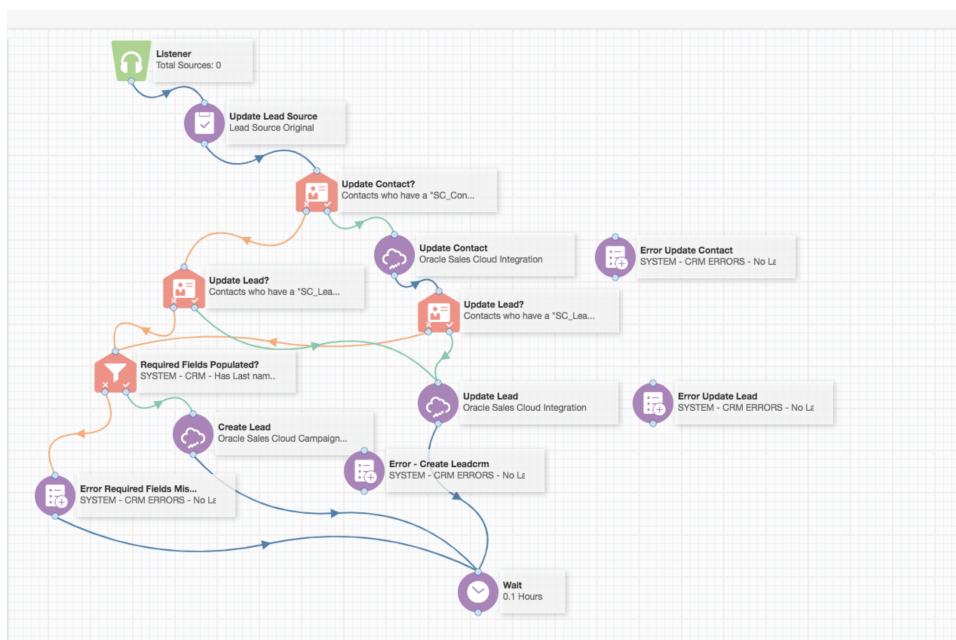 Listener
Total Sources: 0
Update Lead Source
Lead Source Original
Update Contact?
Contacts who have a "SC_Con...
Update Contact
Oracle Sales Cloud Integration
Error Update Contact
SYSTEM - CRM ERRORS - No La
Update Lead?
Contacts who have a "SC_Lea...
Update Lead?
Contacts who have a "SC_Lea...
Required Fields Populated?
SYSTEM - CRM - Has Last nam...
Update Lead
Oracle Sales Cloud Integration
Error Update Lead
SYSTEM - CRM ERRORS - No La
Create Lead
Oracle Sales Cloud Campaign...
Error - Create Leadcrm
SYSTEM - CRM ERRORS - No La
Error Required Fields Mis...
SYSTEM - CRM ERRORS - No La
Wait
0.1 Hours